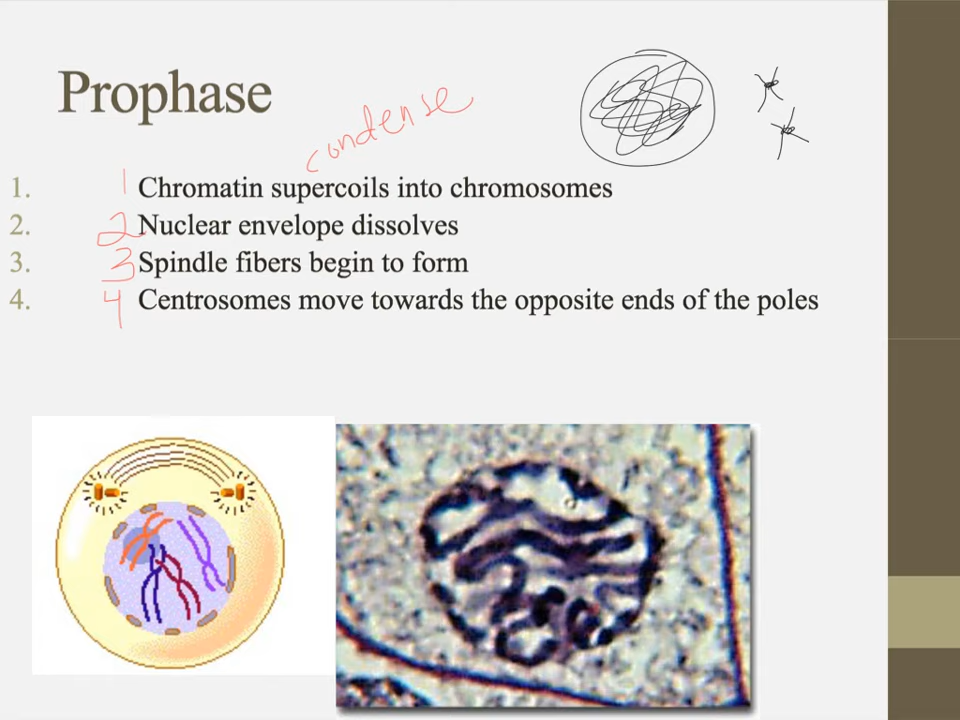 Prophase
condense
1. 1 Chromatin supercoils into chromosomes
2. 2 Nuclear envelope dissolves
3. 3 Spindle fibers begin to form
4. 4 Centrosomes move towards the opposite ends of the poles